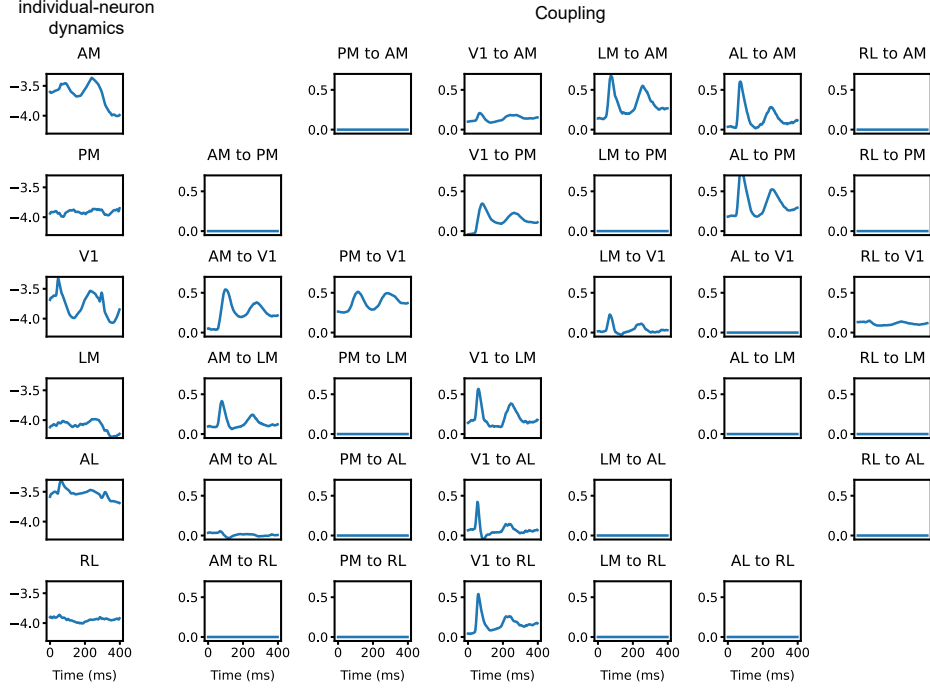 individual-neuron
dynamics
Coupling
AM
PM to AM
V1 to AM
LM to AM
AL to AM
RL to AM
−3.5
−4.0
0.5
0.0
0.5
0.0
0.5
0.0
0.5
0.0
0.5
0.0
PM
AM to PM
V1 to PM
LM to PM
AL to PM
RL to PM
−3.5
−4.0
0.5
0.0
0.5
0.0
0.5
0.0
0.5
0.0
0.5
0.0
V1
AM to V1
PM to V1
LM to V1
AL to V1
RL to V1
−3.5
−4.0
0.5
0.0
0.5
0.0
0.5
0.0
0.5
0.0
0.5
0.0
LM
AM to LM
PM to LM
V1 to LM
AL to LM
RL to LM
−3.5
−4.0
0.5
0.0
0.5
0.0
0.5
0.0
0.5
0.0
0.5
0.0
AL
AM to AL
PM to AL
V1 to AL
LM to AL
RL to AL
−3.5
−4.0
0.5
0.0
0.5
0.0
0.5
0.0
0.5
0.0
0.5
0.0
RL
AM to RL
PM to RL
V1 to RL
LM to RL
AL to RL
−3.5
−4.0
0.5
0.0
0.5
0.0
0.5
0.0
0.5
0.0
0.5
0.0
0 200 400
0 200 400
0 200 400
0 200 400
0 200 400
0 200 400
Time (ms)
Time (ms)
Time (ms)
Time (ms)
Time (ms)
Time (ms)